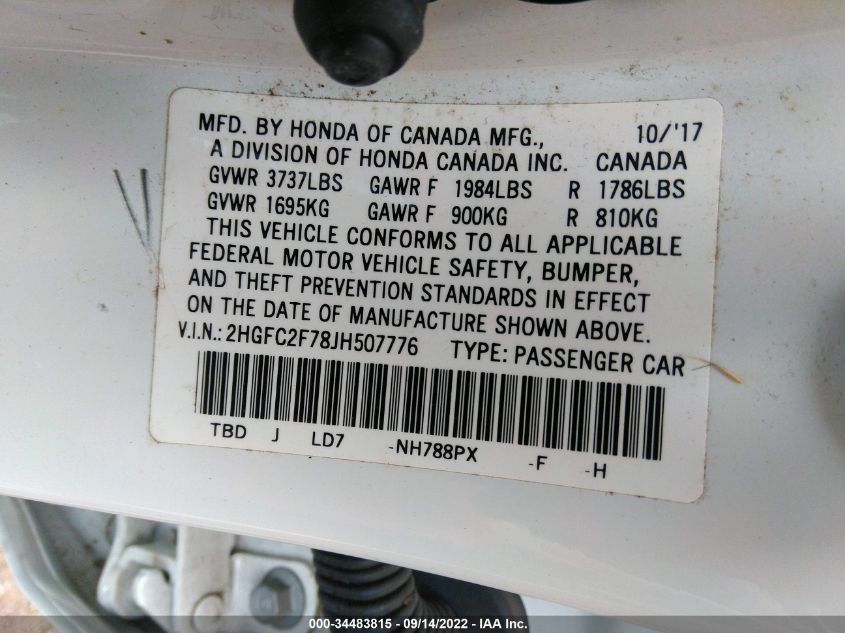 MFD. BY HONDA OF CANADA MFG., 10/'17
A DIVISION OF HONDA CANADA INC. CANADA
GVWR 3737LBS GAWR F 1984LBS R 1786LBS
GVWR 1695KG GAWR F 900KG R 810KG
THIS VEHICLE CONFORMS TO ALL APPLICABLE
FEDERAL MOTOR VEHICLE SAFETY, BUMPER,
AND THEFT PREVENTION STANDARDS IN EFFECT
ON THE DATE OF MANUFACTURE SHOWN ABOVE.
V.I.N.: 2HGFC2F78JH507776 TYPE: PASSENGER CAR
TBD J LD7 -NH788PX -F -H
000-34483815 - 09/14/2022 - IAA Inc.